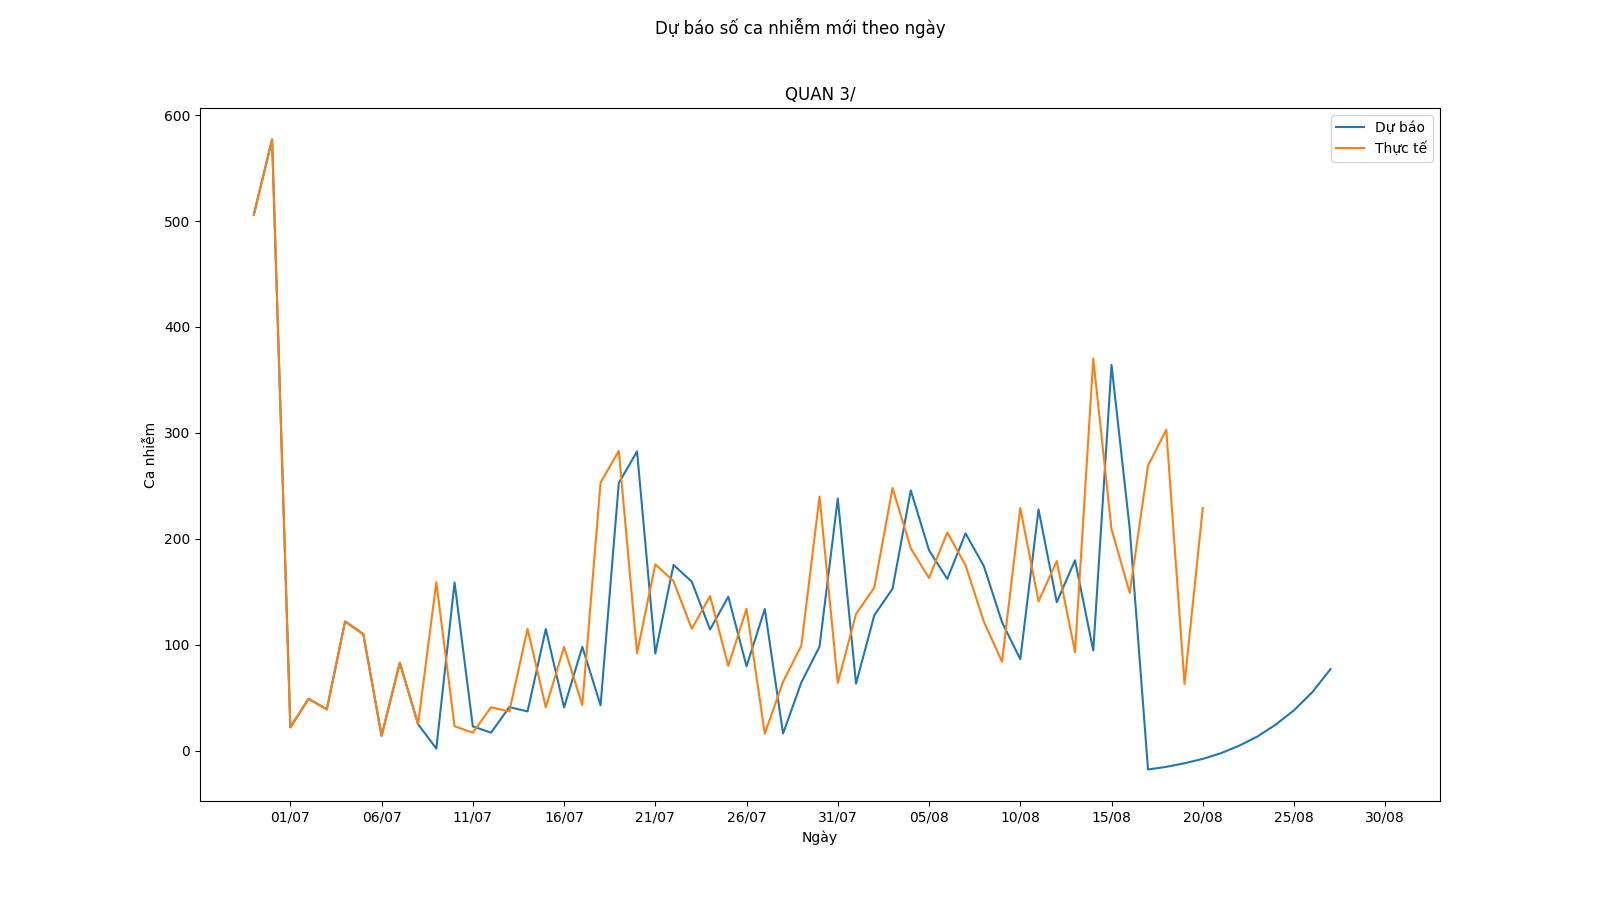 Dự báo số ca nhiễm mới theo ngày
QUAN 3/
600
500
400
300
200
100
0
Ca nhiễm
Dự báo
Thực tế
01/07 06/07 11/07 16/07 21/07 26/07 31/07 05/08 10/08 15/08 20/08 25/08 30/08
Ngày